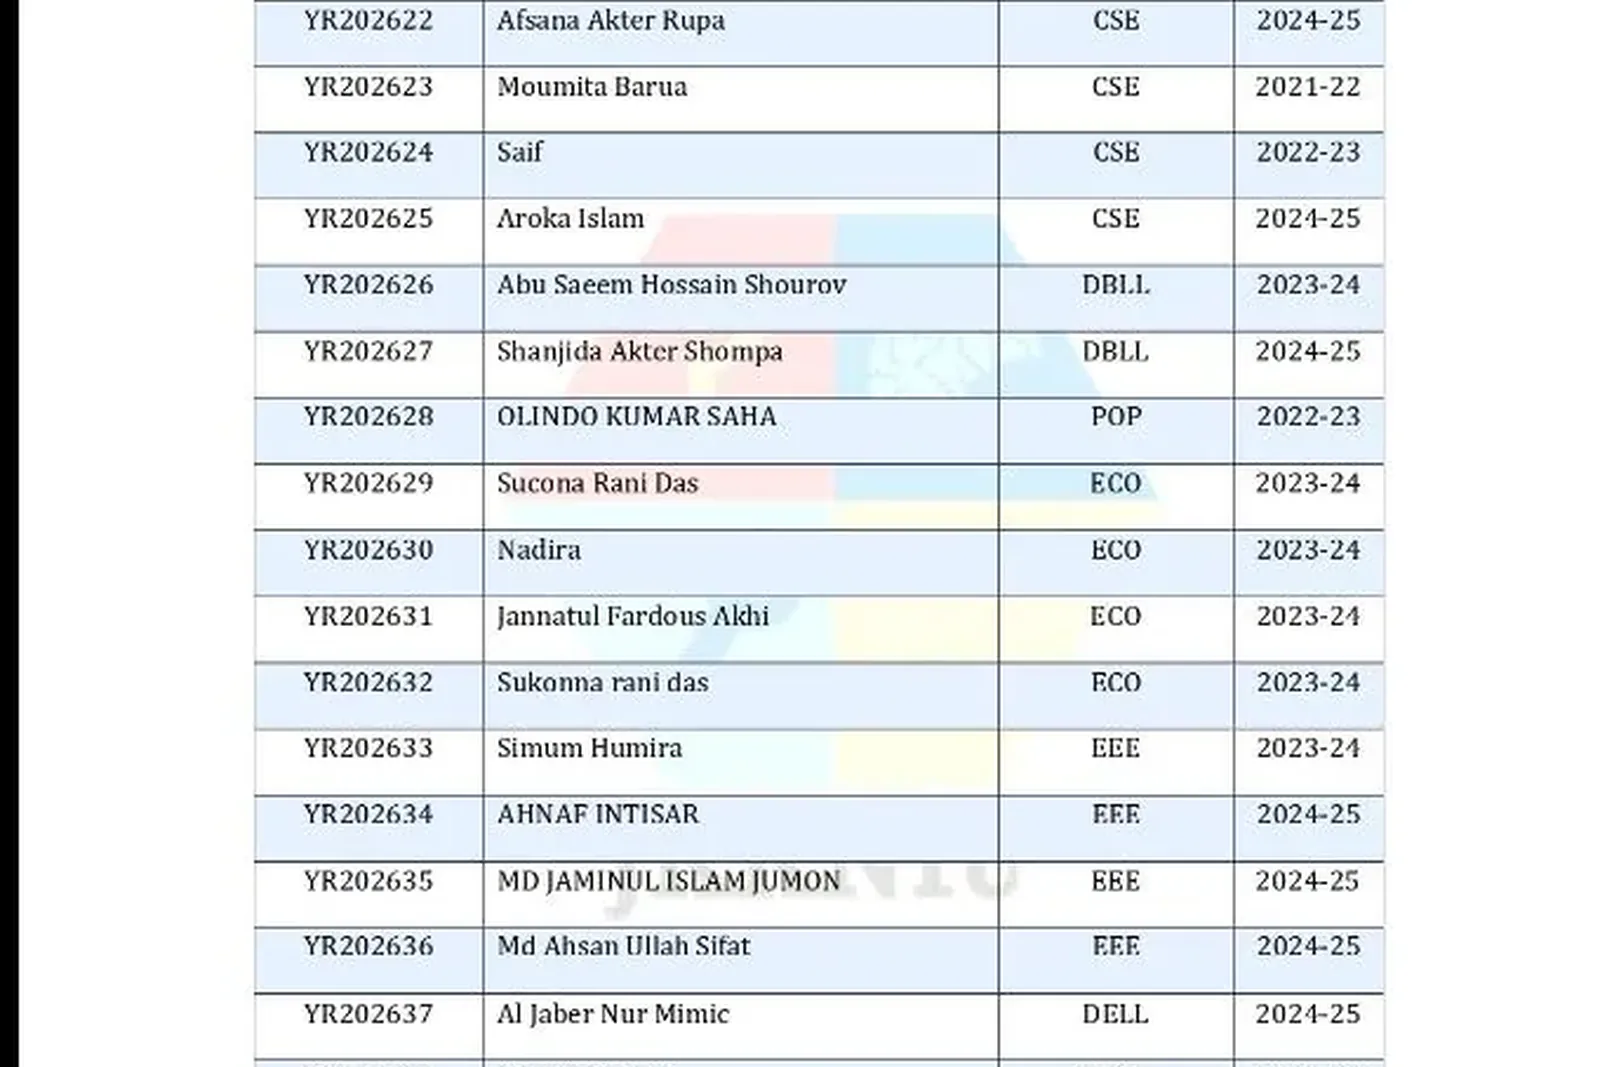 YR202622 Afsana Akter Rupa CSE 2024-25
YR202623 Moumita Barua CSE 2021-22
YR202624 Saif CSE 2022-23
YR202625 Aroka Islam CSE 2024-25
YR202626 Abu Saeem Hossain Shourov DBLL 2023-24
YR202627 Shanjida Akter Shompa DBLL 2024-25
YR202628 OLINDO KUMAR SAHA POP 2022-23
YR202629 Sucona Rani Das ECO 2023-24
YR202630 Nadira ECO 2023-24
YR202631 Jannatul Fardous Akhi ECO 2023-24
YR202632 Sukonna rani das ECO 2023-24
YR202633 Simum Humira EEE 2023-24
YR202634 AHNAF INTISAR EEE 2024-25
YR202635 MD JAMINUL ISLAM JUMON EEE 2024-25
YR202636 Md Ahsan Ullah Sifat EEE 2024-25
YR202637 Al Jaber Nur Mimic DELL 2024-25